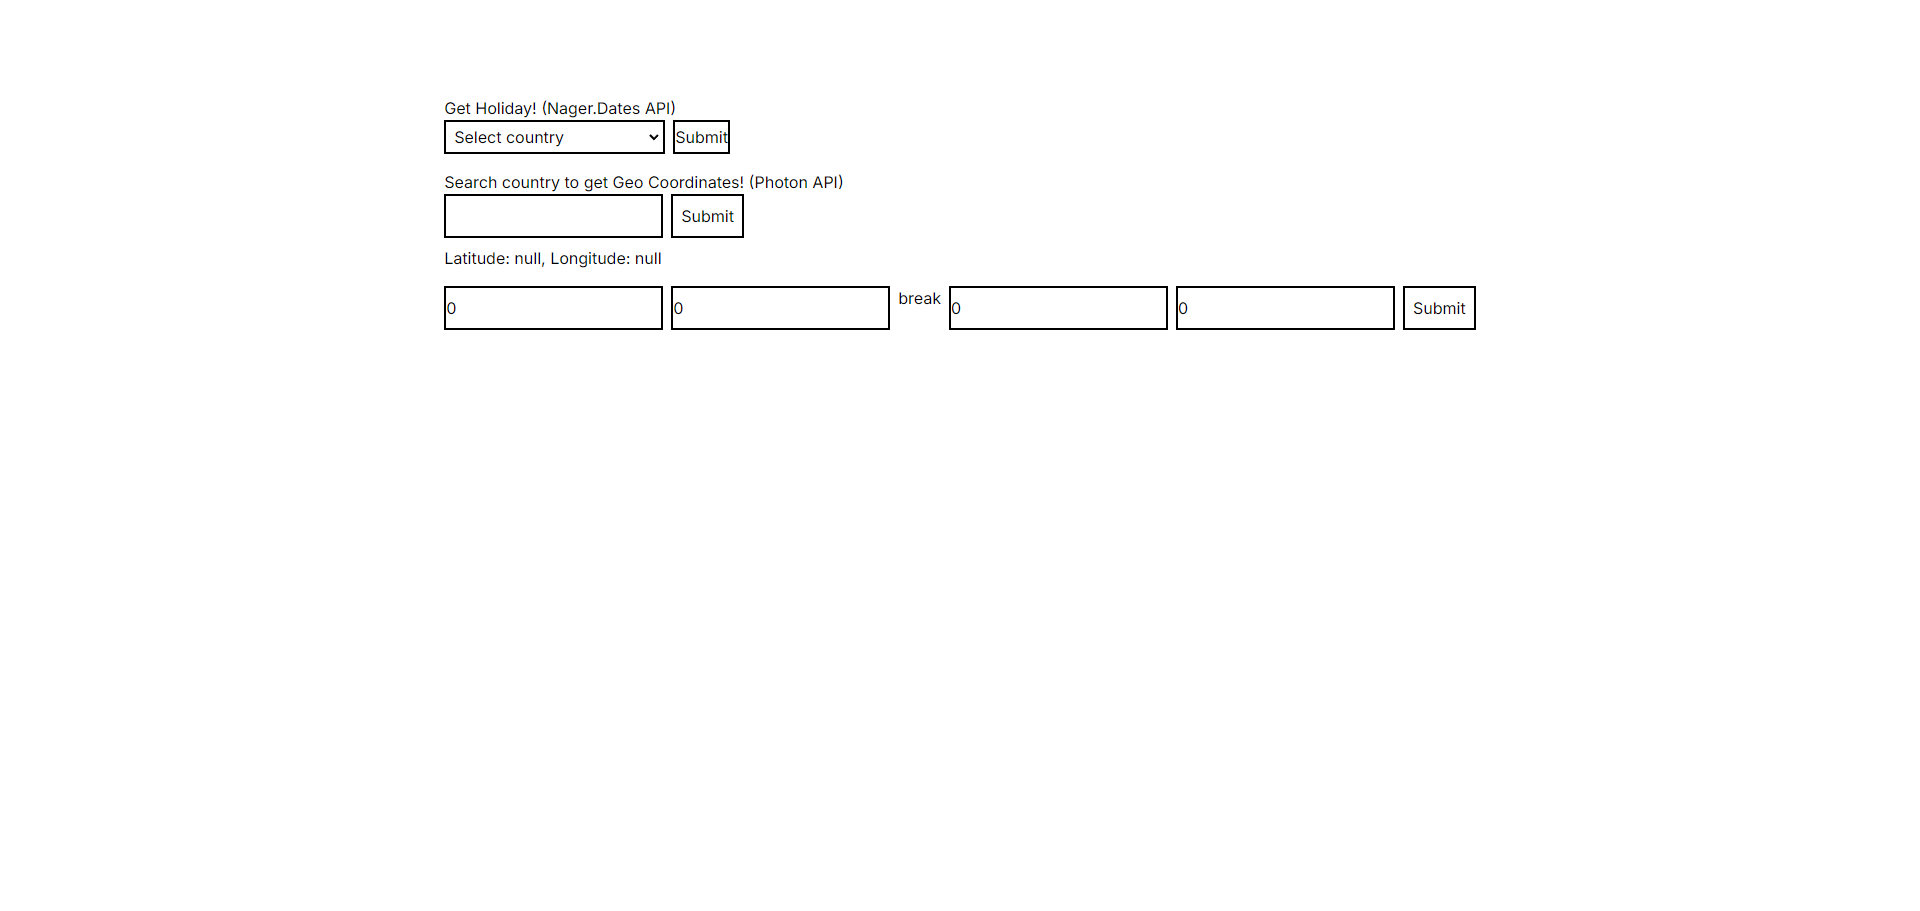 Get Holiday! (Nager.Dates API)
Select country Submit
Search country to get Geo Coordinates! (Photon API)
Submit
Latitude: null, Longitude: null
0 0 break 0 0 Submit